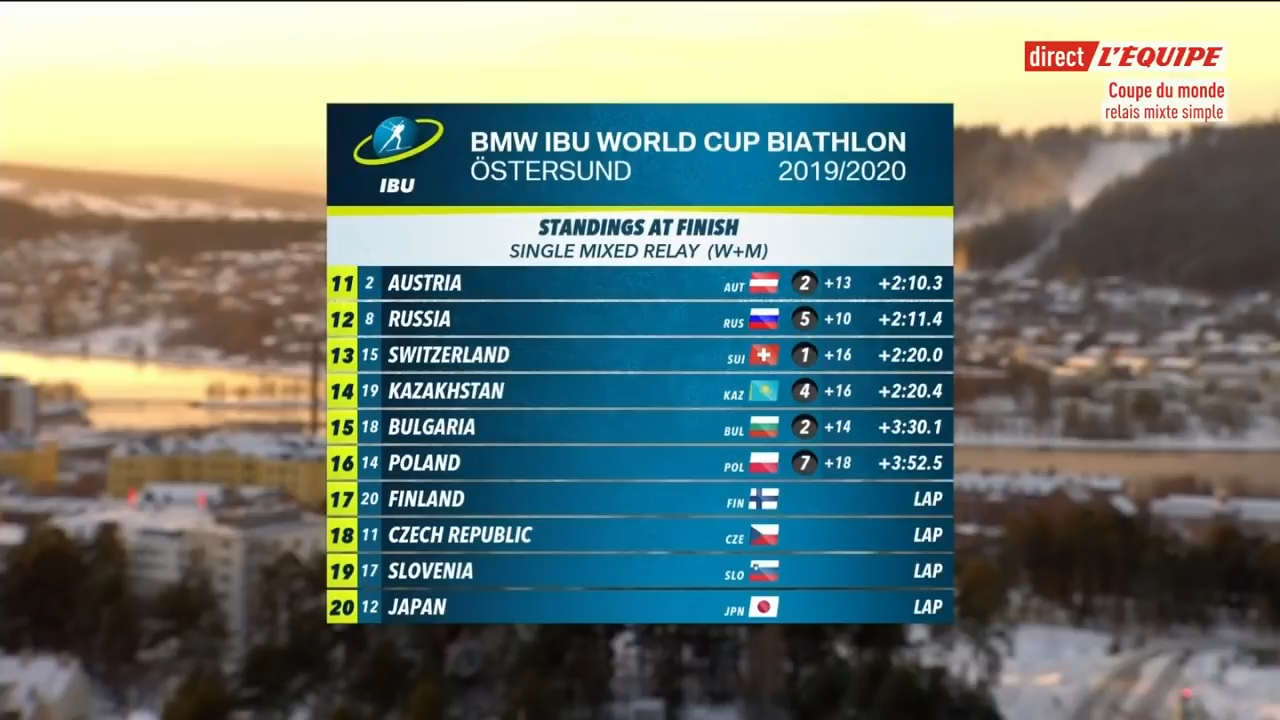 direct L'ÉQUIPE
Coupe du monde
relais mixte simple
IBU
BMW IBU WORLD CUP BIATHLON
ÖSTERSUND 2019/2020
STANDINGS AT FINISH
SINGLE MIXED RELAY (W+M)
11 2 AUSTRIA AUT 2 +13 +2:10.3
12 8 RUSSIA RUS 5 +10 +2:11.4
13 15 SWITZERLAND SUI 1 +16 +2:20.0
14 19 KAZAKHSTAN KAZ 4 +16 +2:20.4
15 18 BULGARIA BUL 2 +14 +3:30.1
16 14 POLAND POL 7 +18 +3:52.5
17 20 FINLAND FIN LAP
18 11 CZECH REPUBLIC CZE LAP
19 17 SLOVENIA SLO LAP
20 12 JAPAN JPN LAP